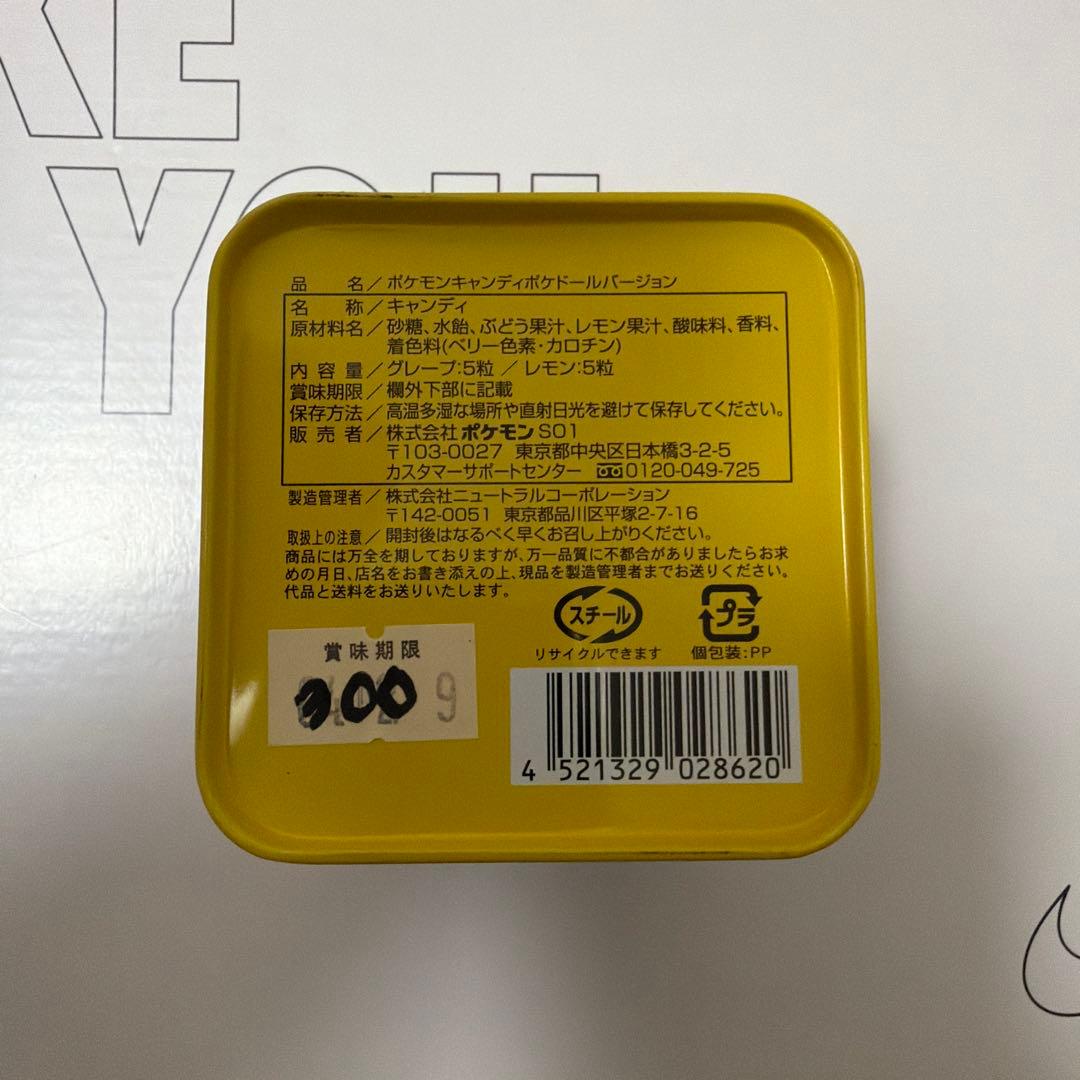 KE
YOU
品名／ポケモンキャンディポケドールバージョン
名称／キャンディ
原材料名／砂糖、水飴、ぶどう果汁、レモン果汁、酸味料、香料、
着色料(ベリー色素・カロチン)
内容量／グレープ:5粒 ／ レモン:5粒
賞味期限／欄外下部に記載
保存方法／高温多湿な場所や直射日光を避けて保存してください。
販売者／株式会社ポケモン S01
〒103-0027 東京都中央区日本橋3-2-5
カスタマーサポートセンター 0120-049-725
製造管理者／株式会社ニュートラルコーポレーション
〒142-0051 東京都品川区平塚2-7-16
取扱上の注意／開封後はなるべく早くお召し上がりください。
商品には万全を期しておりますが、万一品質に不都合がありましたらお求
めの月日、店名をお書き添えの上、現品を製造管理者までお送りください。
代品と送料をお送りいたします。
スチール
リサイクルできます
プラ
個包装:PP
賞味期限
300
9
4 521329 028620